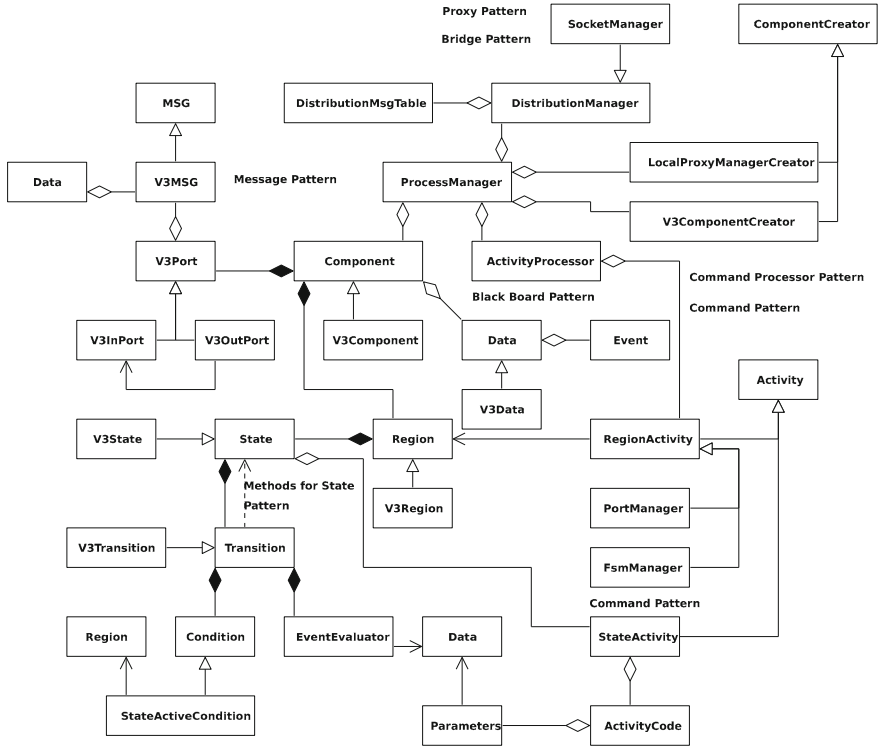 Proxy Pattern
SocketManager
ComponentCreator
Bridge Pattern
MSG
DistributionMsgTable
DistributionManager
LocalProxyManagerCreator
Data
V3MSG
Message Pattern
ProcessManager
V3ComponentCreator
V3Port
Component
ActivityProcessor
Command Processor Pattern
Black Board Pattern
Command Pattern
V3InPort
V3OutPort
V3Component
Data
Event
Activity
V3Data
V3State
State
Region
RegionActivity
Methods for State
Pattern
V3Region
PortManager
V3Transition
Transition
FsmManager
Command Pattern
Region
Condition
EventEvaluator
Data
StateActivity
StateActiveCondition
Parameters
ActivityCode